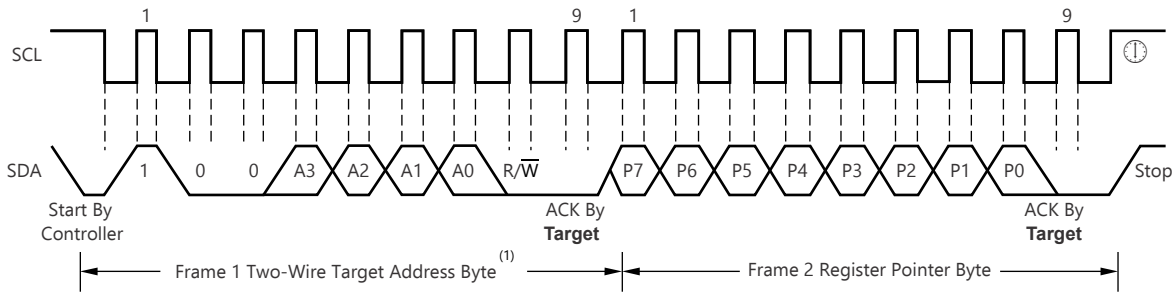 1 9 1 9
SCL
SDA 1 0 0 A3 A2 A1 A0 R/W̅ P7 P6 P5 P4 P3 P2 P1 P0 Stop
Start By
Controller
ACK By
Target
ACK By
Target
Frame 1 Two-Wire Target Address Byte (1)
Frame 2 Register Pointer Byte